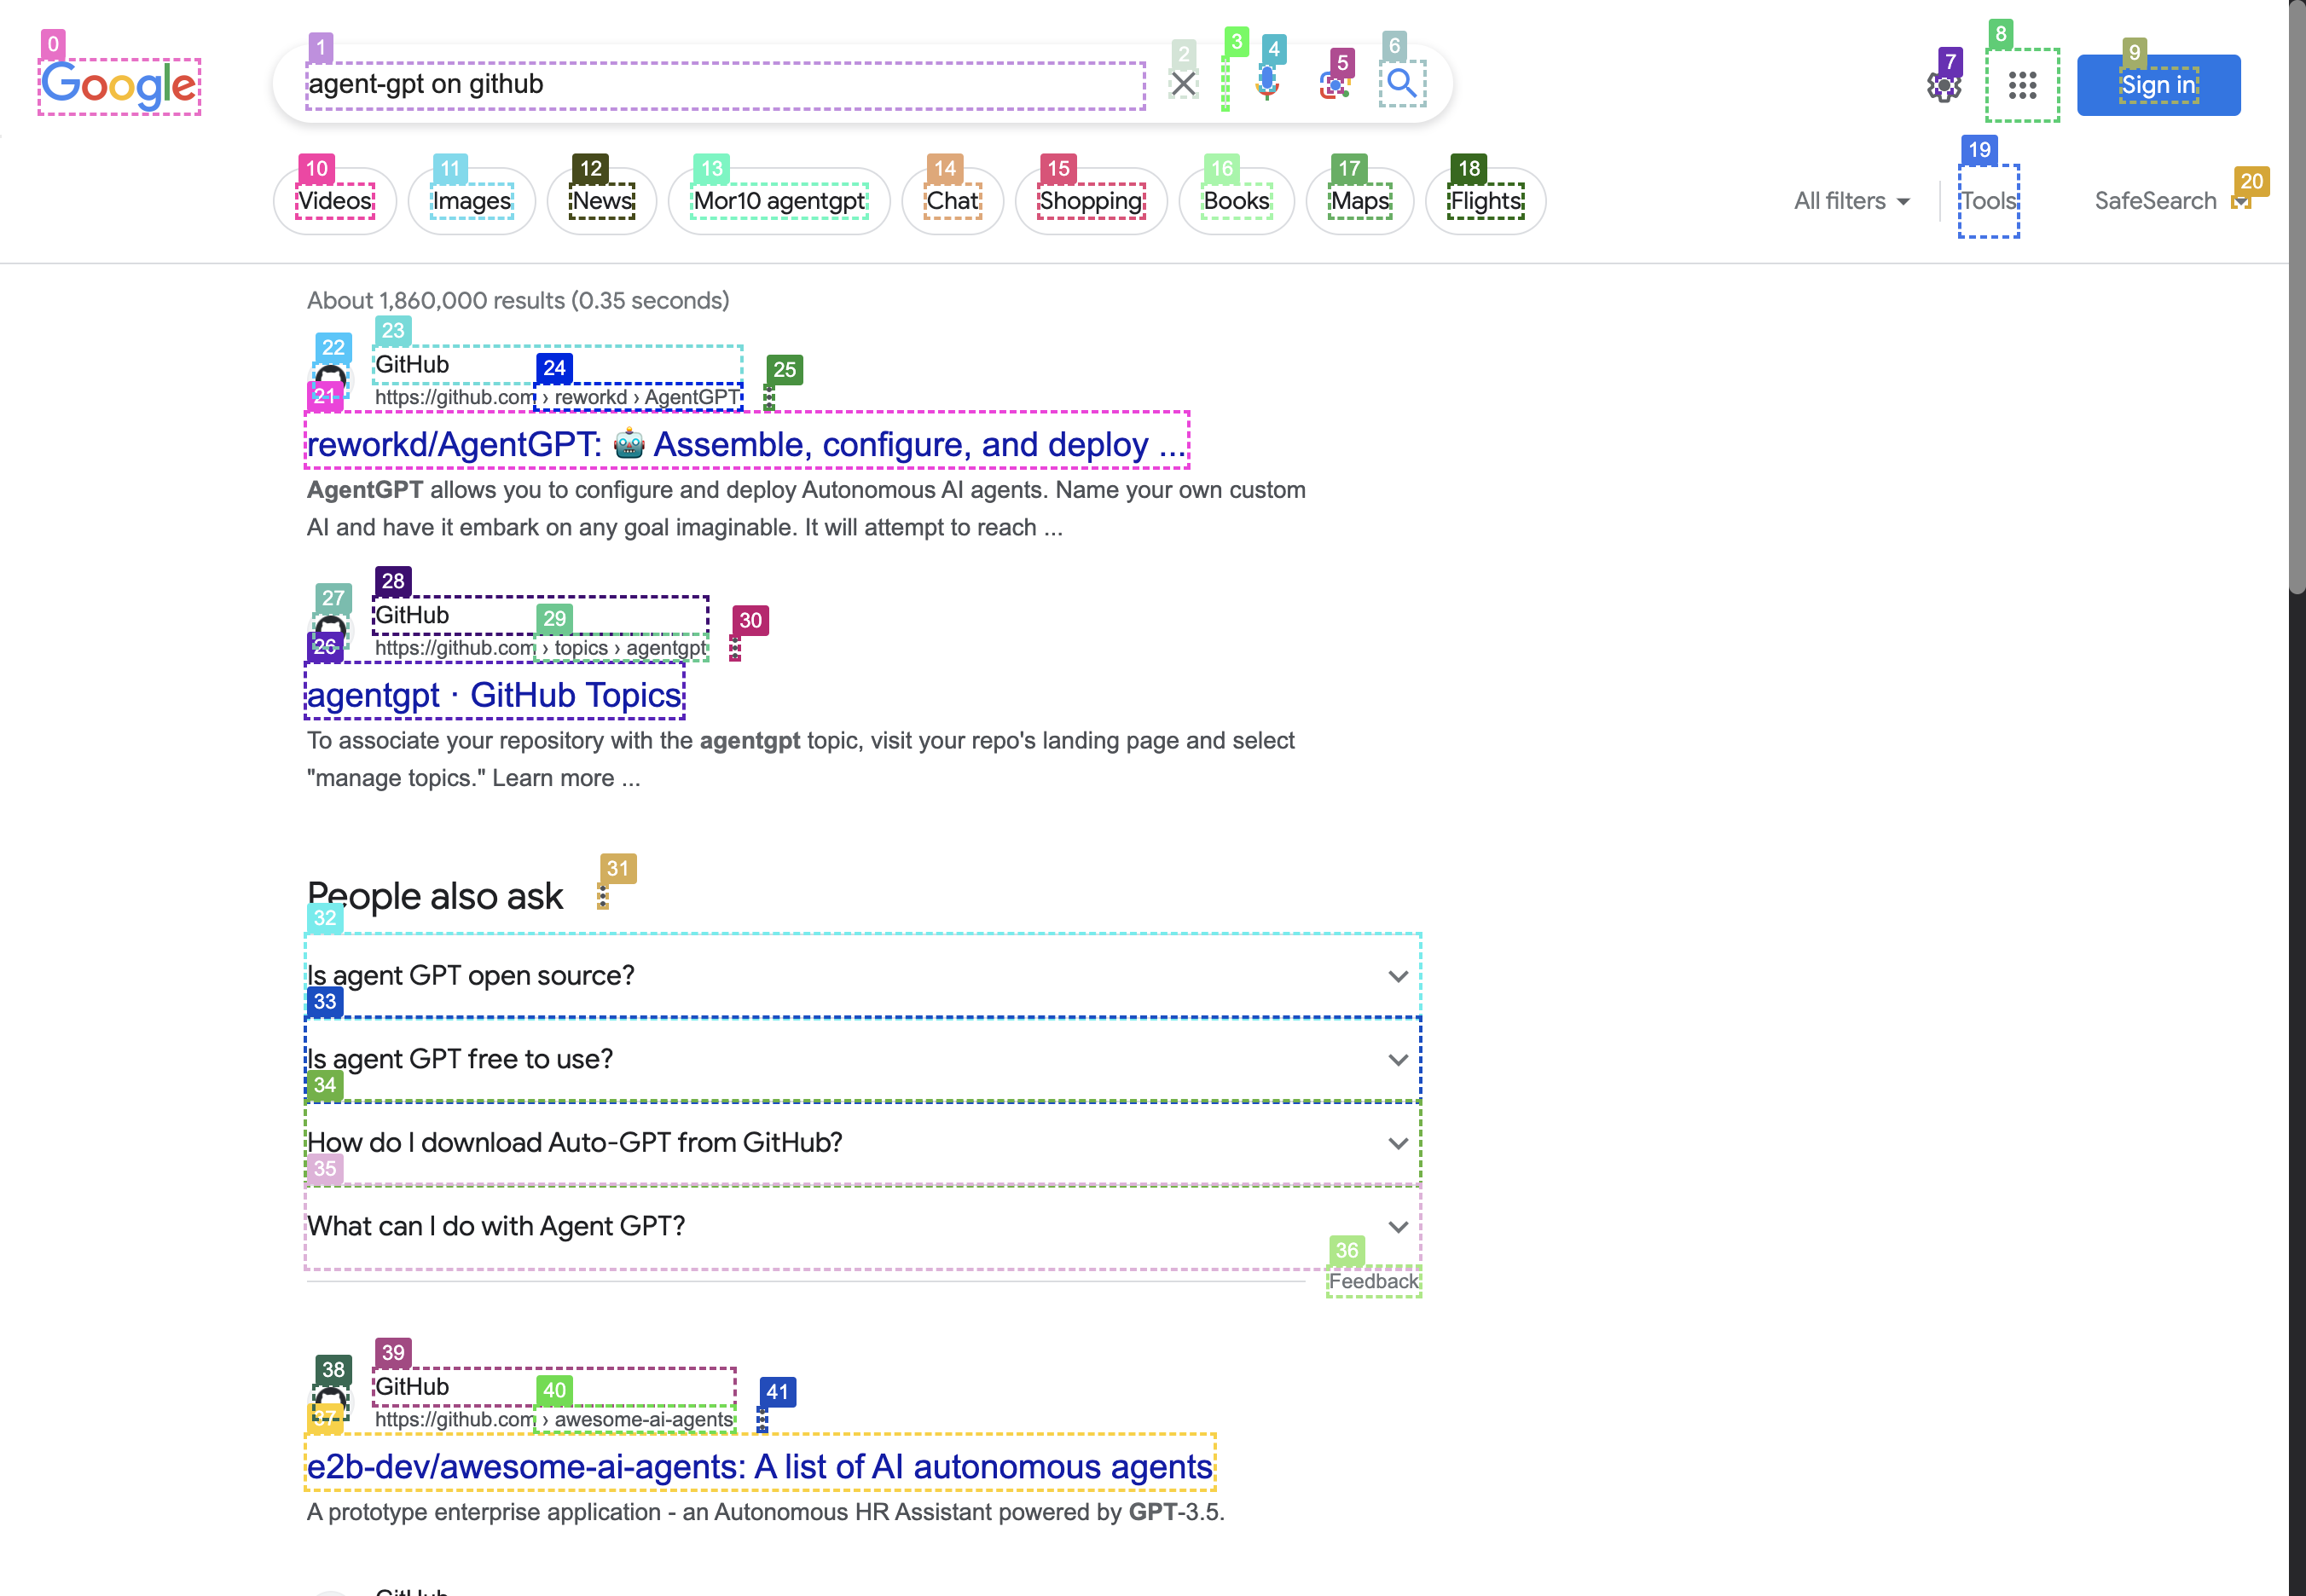 0
1
2
3
4
5
6
7
8
9
Google
agent-gpt on github
Sign in
10
11
12
13
14
15
16
17
18
19
20
Videos
Images
News
Mor10 agentgpt
Chat
Shopping
Books
Maps
Flights
All filters
Tools
SafeSearch
About 1,860,000 results (0.35 seconds)
22
23
GitHub
24
25
21
https://github.com › reworkd › AgentGPT
reworkd/AgentGPT: 🤖 Assemble, configure, and deploy ...
AgentGPT allows you to configure and deploy Autonomous AI agents. Name your own custom
AI and have it embark on any goal imaginable. It will attempt to reach ...
27
28
GitHub
29
30
26
https://github.com › topics › agentgpt
agentgpt · GitHub Topics
To associate your repository with the agentgpt topic, visit your repo's landing page and select
"manage topics." Learn more ...
31
People also ask
32
Is agent GPT open source?
33
Is agent GPT free to use?
34
How do I download Auto-GPT from GitHub?
35
What can I do with Agent GPT?
36
Feedback
38
39
GitHub
40
41
37
https://github.com › awesome-ai-agents
e2b-dev/awesome-ai-agents: A list of AI autonomous agents
A prototype enterprise application - an Autonomous HR Assistant powered by GPT-3.5.
GitHub